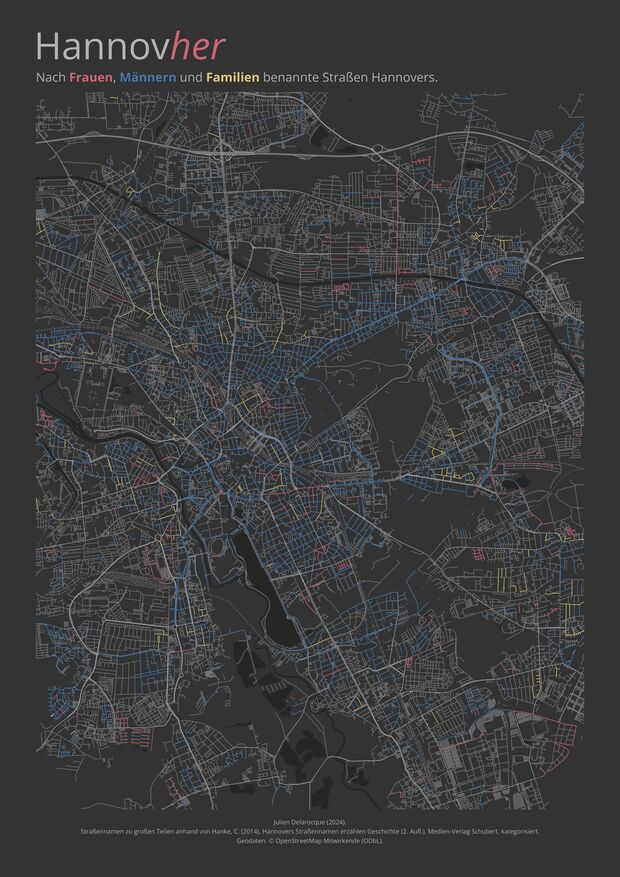 Hannovher
Nach Frauen, Männern und Familien benannte Straßen Hannovers.
Julien Delarocque (2024).
Straßennamen zu großen Teilen anhand von Hanke, C. (2014), Hannovers Straßennamen erzählen Geschichte (2. Aufl.). Medien-Verlag Schubert, kategorisiert.
Geodaten: © OpenStreetMap Mitwirkende (ODbL).